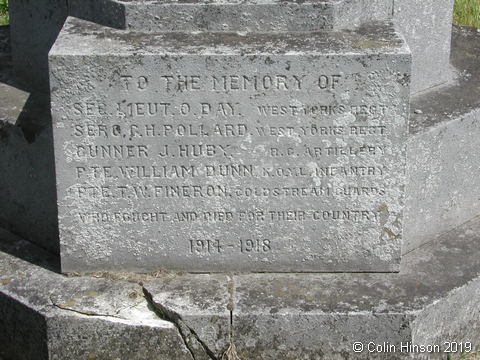 TO THE MEMORY OF
SEC. LIEUT. O. DAY. WEST YORKS REGT
SERG. R.H. POLLARD. WEST YORKS REGT
GUNNER J. HUBY. R.G. ARTILLERY
PTE. WILLIAM DUNN. K.O.Y.L. INFANTRY
PTE. T.W. FINERON. COLDSTREAM GUARDS
WHO FOUGHT AND DIED FOR THEIR COUNTRY
1914-1918
© Colin Hinson 2019